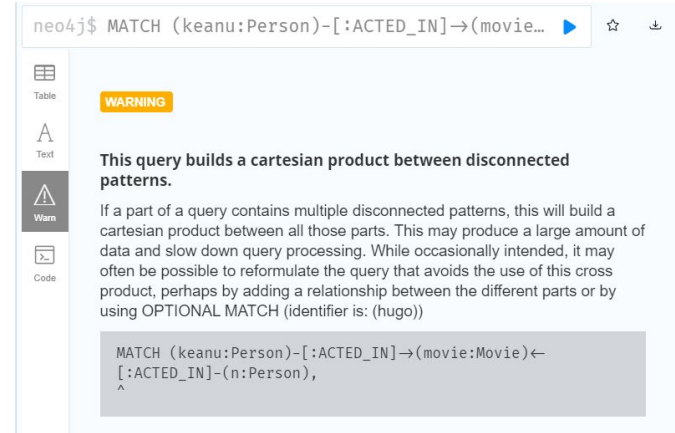 neo4j$ MATCH (keanu:Person)-[:ACTED_IN]→(movie…
Table
WARNING
A
Text
This query builds a cartesian product between disconnected
patterns.
Warn
If a part of a query contains multiple disconnected patterns, this will build a
cartesian product between all those parts. This may produce a large amount of
data and slow down query processing. While occasionally intended, it may
often be possible to reformulate the query that avoids the use of this cross
product, perhaps by adding a relationship between the different parts or by
using OPTIONAL MATCH (identifier is: (hugo))
Code
MATCH (keanu:Person)-[:ACTED_IN]→(movie:Movie)←
[:ACTED_IN]-(n:Person),
^